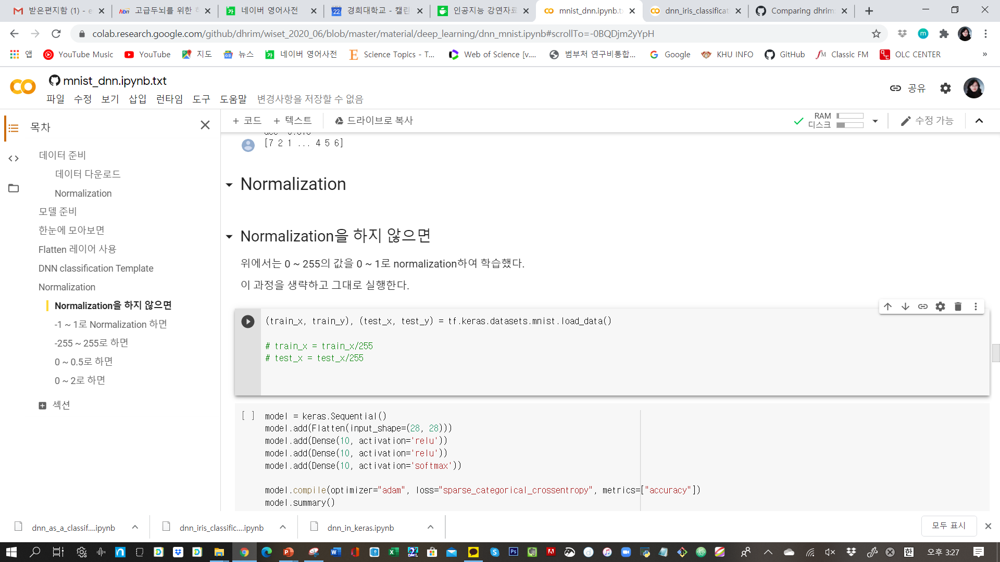 받은편지함 (1) - e
hbn 고급두뇌를 위한 하
네이버 영어사전
22 경희대학교 - 캘린
인공지능 강연자료
mnist_dnn.ipynb.tx
dnn_iris_classificat
Comparing dhrim:
colab.research.google.com/github/dhrim/wiset_2020_06/blob/master/material/deep_learning/dnn_mnist.ipynb#scrollTo=-0BQDjm2yYpH
앱 YouTube Music YouTube 지도 뉴스 네이버 영어사전 Science Topics - T... Web of Science [v.... 범부처 연구비통합... Google KHU INFO GitHub Classic FM OLC CENTER »
mnist_dnn.ipynb.txt
파일 수정 보기 삽입 런타임 도구 도움말 변경사항을 저장할 수 없음
공유
목차
+ 코드 + 텍스트 드라이브로 복사
RAM
디스크
수정 가능
데이터 준비
데이터 다운로드
Normalization
모델 준비
한눈에 모아보면
Flatten 레이어 사용
DNN classification Template
Normalization
Normalization을 하지 않으면
-1 ~ 1로 Normalization 하면
-255 ~ 255로 하면
0 ~ 0.5로 하면
0 ~ 2로 하면
섹션
[7 2 1 ... 4 5 6]
Normalization
Normalization을 하지 않으면
위에서는 0 ~ 255의 값을 0 ~ 1로 normalization하여 학습했다.
이 과정을 생략하고 그대로 실행한다.
(train_x, train_y), (test_x, test_y) = tf.keras.datasets.mnist.load_data()
# train_x = train_x/255
# test_x = test_x/255
[ ] model = keras.Sequential()
model.add(Flatten(input_shape=(28, 28)))
model.add(Dense(10, activation='relu'))
model.add(Dense(10, activation='relu'))
model.add(Dense(10, activation='softmax'))
model.compile(optimizer="adam", loss="sparse_categorical_crossentropy", metrics=["accuracy"])
model.summary()
dnn_as_a_classif....ipynb
dnn_iris_classific....ipynb
dnn_in_keras.ipynb
모두 표시
한 오후 3:27